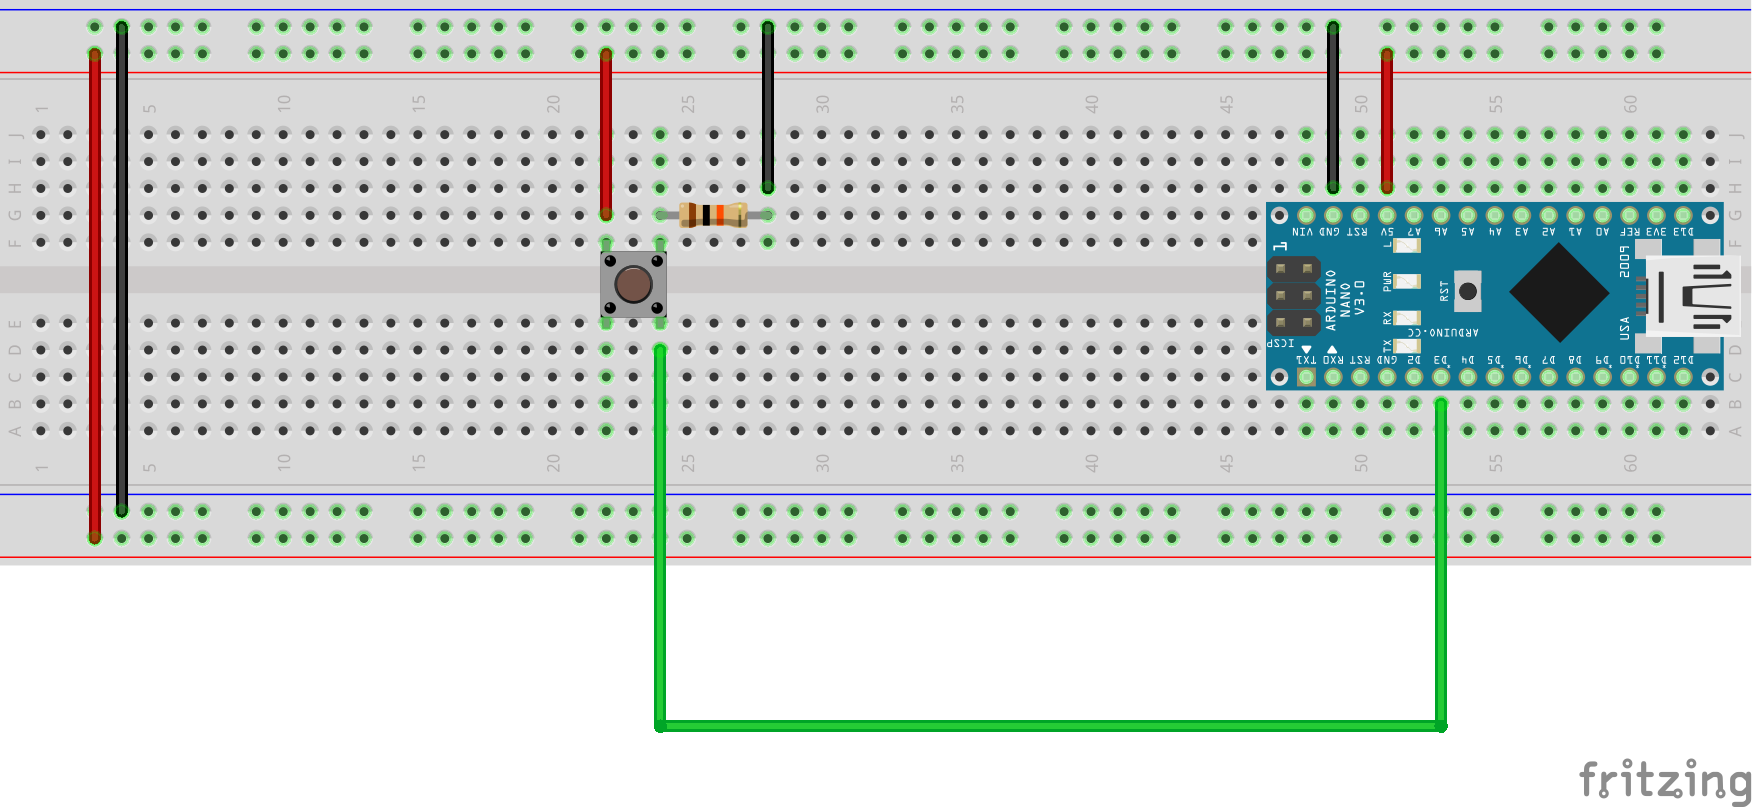 1 5 10 15 20 25 30 35 40 45 50 55 60
J J
I I
H H
G G
F F
VIN GND RST 5V A7 A6 A5 A4 A3 A2 A1 A0 REF 3V3 D13
1
L
PWR
RX
TX
ARDUINO
NANO
V3.0
RST
ARDUINO.CC
2009
USA
ICSP
E E
D D
TX1 RX0 RST GND D2 D3 D4 D5 D6 D7 D8 D9 D10 D11 D12
C C
B B
A A
1 5 10 15 20 25 30 35 40 45 50 55 60
fritzing